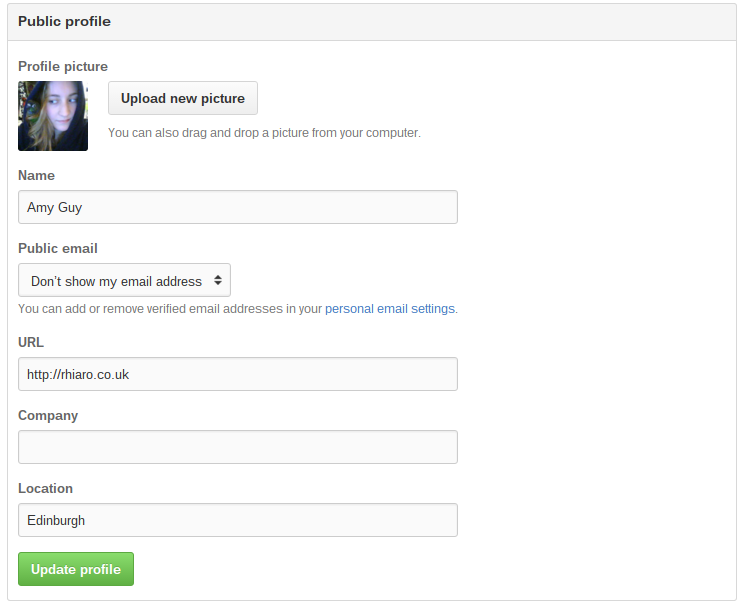 Public profile
Profile picture
Upload new picture
You can also drag and drop a picture from your computer.
Name
Amy Guy
Public email
Don't show my email address
You can add or remove verified email addresses in your personal email settings.
URL
http://rhiaro.co.uk
Company
Location
Edinburgh
Update profile